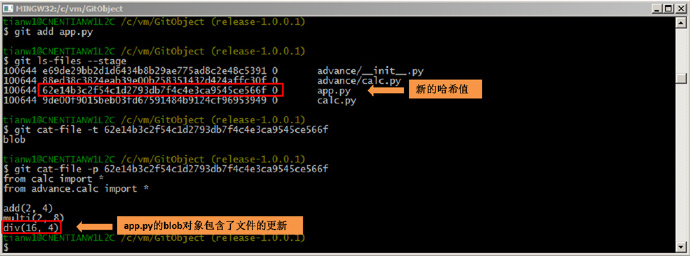 MINGW32:/c/vm/GitObject
tianw1@CNENTIANW1L2C /c/vm/GitObject (release-1.0.0.1)
$ git add app.py
tianw1@CNENTIANW1L2C /c/vm/GitObject (release-1.0.0.1)
$ git ls-files --stage
100644 e69de29bb2d1d6434b8b29ae775ad8c2e48c5391 0 advance/__init__.py
100644 88ed38c3824eab39e00b258351432d424affc30f 0 advance/calc.py
100644 62e14b3c2f54c1d2793db7f4c4e3ca9545ce566f 0 app.py 新的哈希值
100644 9de00f9015beb03fd67591484b9124cf96953949 0 calc.py
tianw1@CNENTIANW1L2C /c/vm/GitObject (release-1.0.0.1)
$ git cat-file -t 62e14b3c2f54c1d2793db7f4c4e3ca9545ce566f
blob
tianw1@CNENTIANW1L2C /c/vm/GitObject (release-1.0.0.1)
$ git cat-file -p 62e14b3c2f54c1d2793db7f4c4e3ca9545ce566f
from calc import *
from advance.calc import *
add(2, 4)
multi(2, 8)
div(16, 4) app.py的blob对象包含了文件的更新
tianw1@CNENTIANW1L2C /c/vm/GitObject (release-1.0.0.1)
$